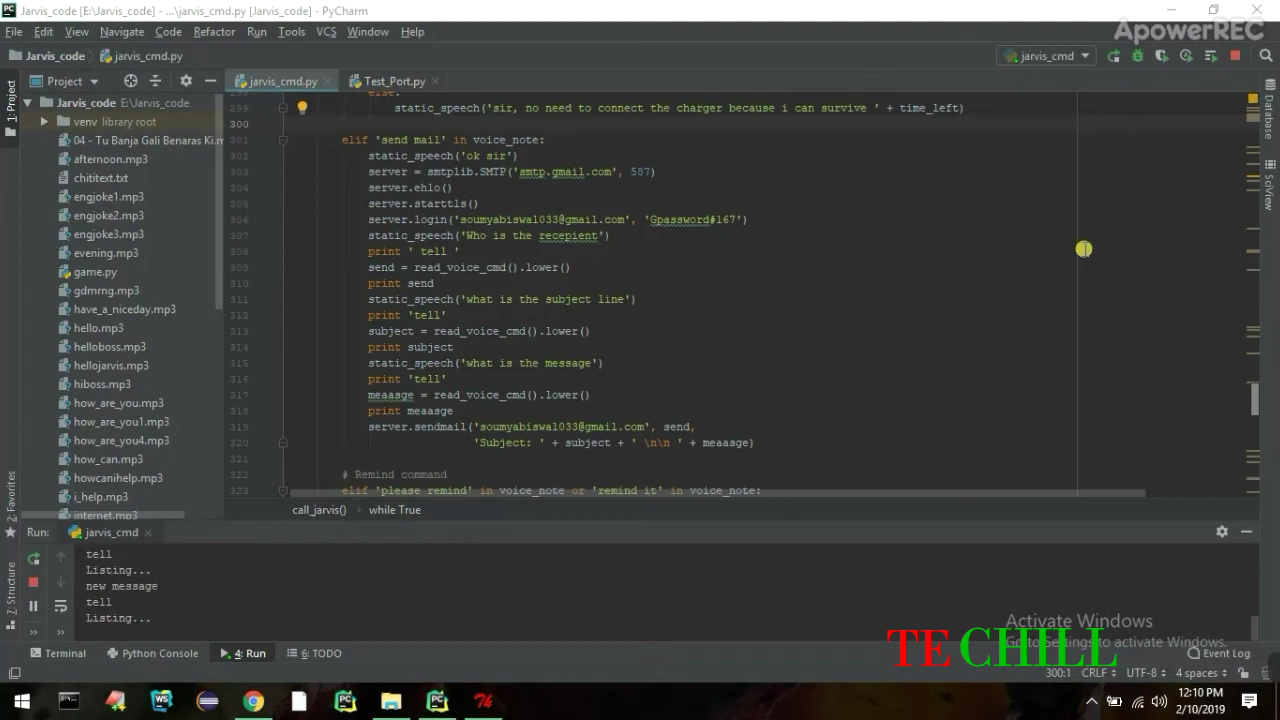 Jarvis_code [E:\Jarvis_code] - ...\jarvis_cmd.py [Jarvis_code] - PyCharm
ApowerREC
File Edit View Navigate Code Refactor Run Tools VCS Window Help
Jarvis_code jarvis_cmd.py jarvis_cmd
1: Project
Project
jarvis_cmd.py Test_Port.py
Database
SciView
Jarvis_code E:\Jarvis_code
venv library root
04 - Tu Banja Gali Benaras Ki.m
afternoon.mp3
chititext.txt
engjoke1.mp3
engjoke2.mp3
engjoke3.mp3
evening.mp3
game.py
gdmrng.mp3
have_a_niceday.mp3
hello.mp3
helloboss.mp3
hellojarvis.mp3
hiboss.mp3
how_are_you.mp3
how_are_you1.mp3
how_are_you4.mp3
how_can.mp3
howcanihelp.mp3
i_help.mp3
internet.mp3
298 else:
299 static_speech('sir, no need to connect the charger because i can survive ' + time_left)
300
301 elif 'send mail' in voice_note:
302 static_speech('ok sir')
303 server = smtplib.SMTP('smtp.gmail.com', 587)
304 server.ehlo()
305 server.starttls()
306 server.login('soumyabiswal033@gmail.com', 'Gpassword#167')
307 static_speech('Who is the recepient')
308 print ' tell '
309 send = read_voice_cmd().lower()
310 print send
311 static_speech('what is the subject line')
312 print 'tell'
313 subject = read_voice_cmd().lower()
314 print subject
315 static_speech('what is the message')
316 print 'tell'
317 meaasge = read_voice_cmd().lower()
318 print meaasge
319 server.sendmail('soumyabiswal033@gmail.com', send,
320 'Subject: ' + subject + ' \n\n ' + meaasge)
322 # Remind command
323 elif 'please remind' in voice_note or 'remind it' in voice_note:
call_jarvis() while True
2: Favorites
7: Structure
Run: jarvis_cmd
tell
Listing...
new message
tell
Listing...
Activate Windows
Go to Settings to activate Windows.
TE CHILL
Terminal Python Console 4: Run 6: TODO Event Log
300:1 CRLF UTF-8 4 spaces
12:10 PM
2/10/2019